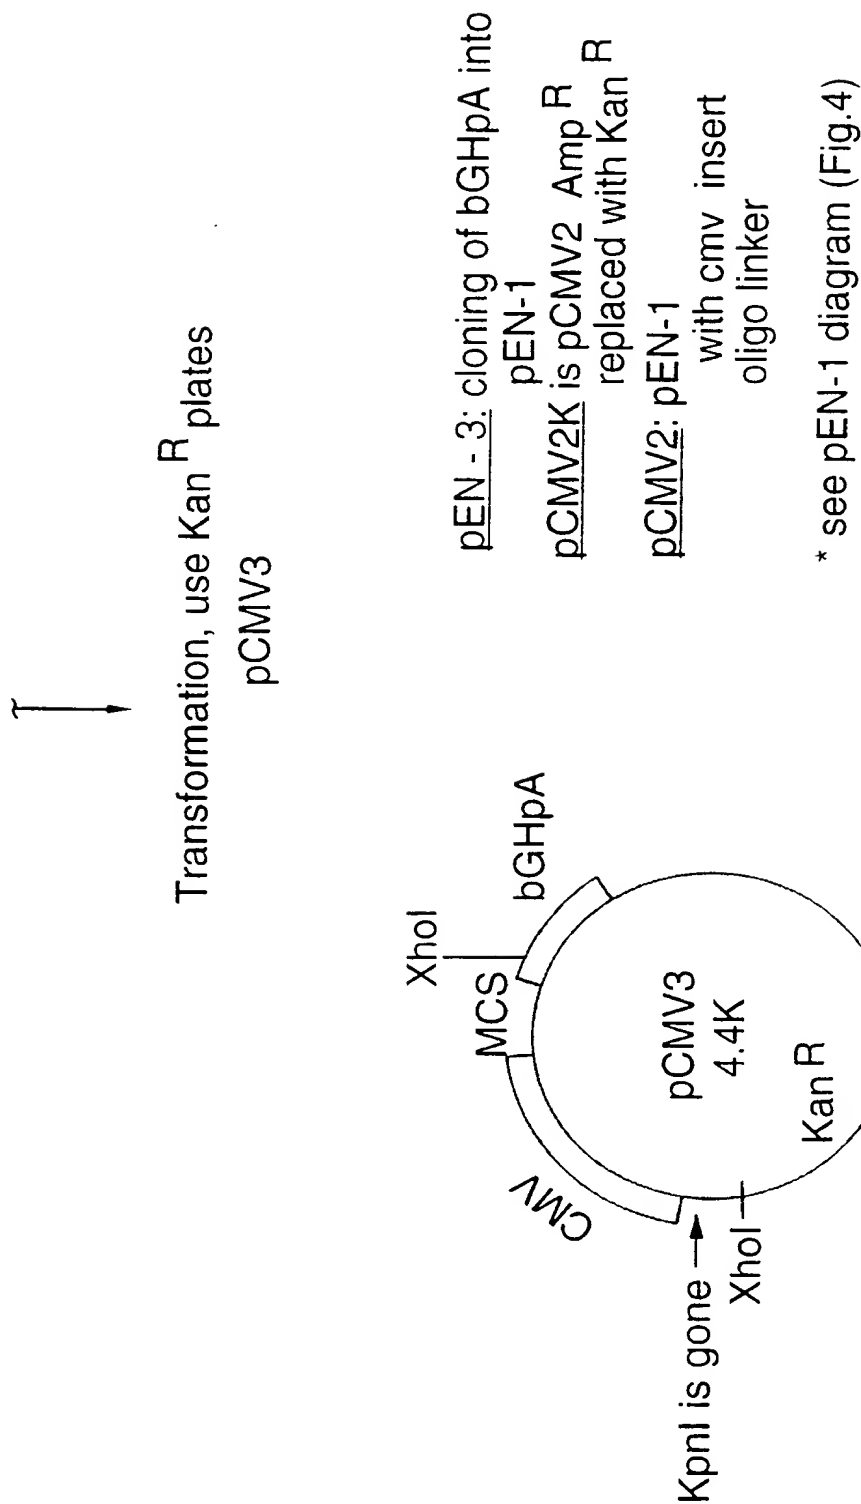 Transformation, use Kan R plates
pCMV3
XhoI
MCS
bGHpA
CMV
pCMV3
4.4K
Kan R
KpnI is gone
XhoI
pEN - 3: cloning of bGHpA into
pEN-1
pCMV2K is pCMV2 Amp R
replaced with Kan R
pCMV2: pEN-1
with cmv insert
oligo linker
* see pEN-1 diagram (Fig.4)